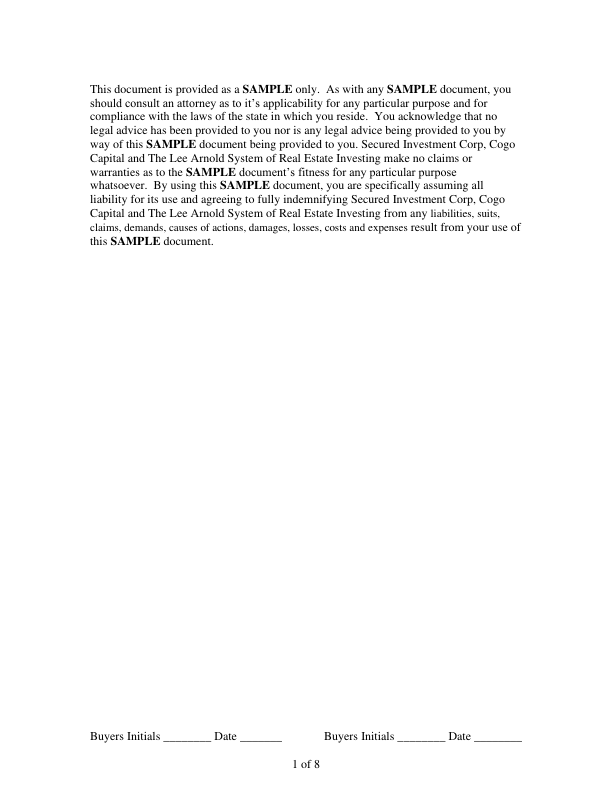 This document is provided as a SAMPLE only.  As with any SAMPLE document, you
should consult an attorney as to it's applicability for any particular purpose and for
compliance with the laws of the state in which you reside.  You acknowledge that no
legal advice has been provided to you nor is any legal advice being provided to you by
way of this SAMPLE document being provided to you. Secured Investment Corp, Cogo
Capital and The Lee Arnold System of Real Estate Investing make no claims or
warranties as to the SAMPLE document's fitness for any particular purpose
whatsoever.  By using this SAMPLE document, you are specifically assuming all
liability for its use and agreeing to fully indemnifying Secured Investment Corp, Cogo
Capital and The Lee Arnold System of Real Estate Investing from any liabilities, suits,
claims, demands, causes of actions, damages, losses, costs and expenses result from your use of
this SAMPLE document.
Buyers Initials ________ Date _______ Buyers Initials ________ Date ________
1 of 8